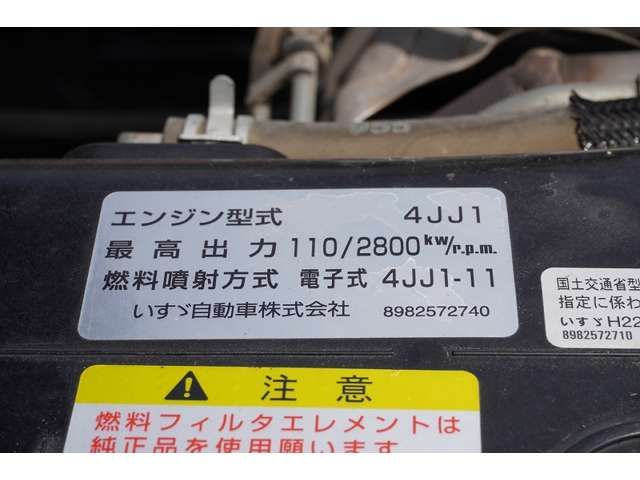 エンジン型式 4JJ1
最高出力 110/2800kw/r.p.m.
燃料噴射方式 電子式 4JJ1-11
いすゞ自動車株式会社 8982572740
国土交通省型
指定に係わ
いすゞH22
8982572710
注意
燃料フィルタエレメントは
純正品を使用願います